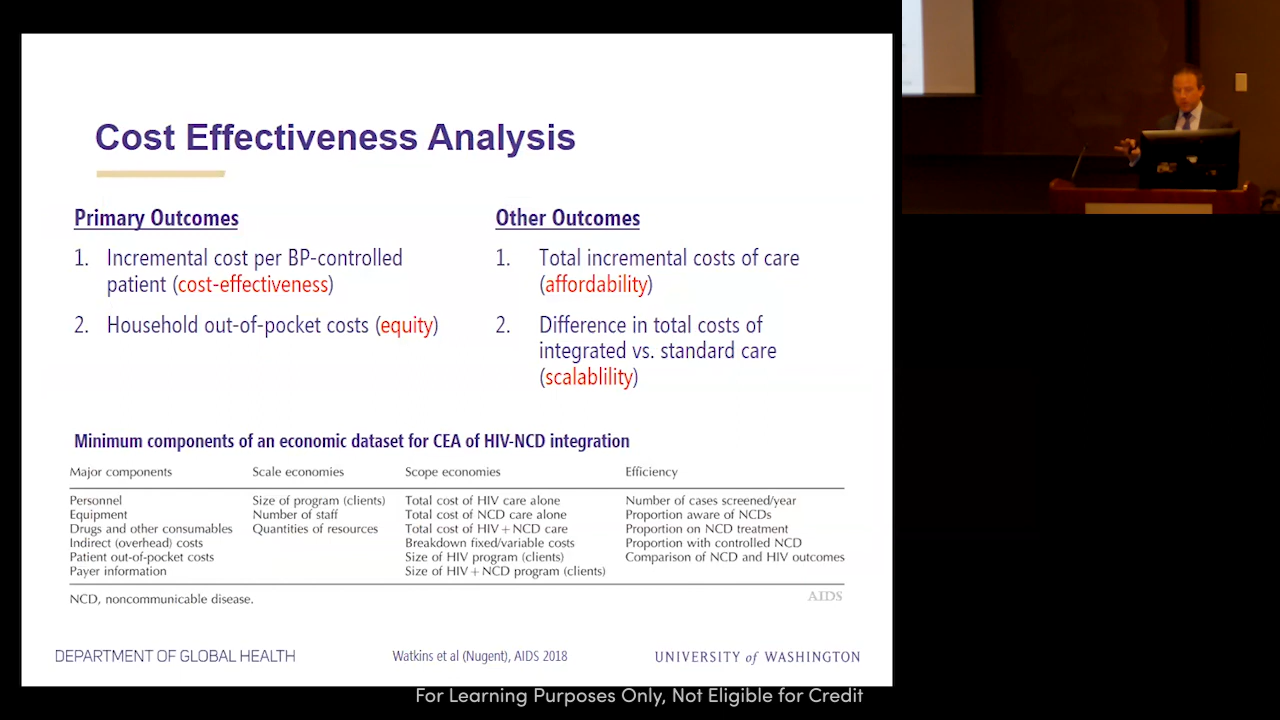 Cost Effectiveness Analysis
Primary Outcomes
1. Incremental cost per BP-controlled
patient (cost-effectiveness)
2. Household out-of-pocket costs (equity)
Other Outcomes
1. Total incremental costs of care
(affordability)
2. Difference in total costs of
integrated vs. standard care
(scalablility)
Minimum components of an economic dataset for CEA of HIV-NCD integration
Major components Scale economies Scope economies Efficiency
Personnel Size of program (clients) Total cost of HIV care alone Number of cases screened/year
Equipment Number of staff Total cost of NCD care alone Proportion aware of NCDs
Drugs and other consumables Quantities of resources Total cost of HIV + NCD care Proportion on NCD treatment
Indirect (overhead) costs Breakdown fixed/variable costs Proportion with controlled NCD
Patient out-of-pocket costs Size of HIV program (clients) Comparison of NCD and HIV outcomes
Payer information Size of HIV + NCD program (clients)
NCD, noncommunicable disease. AIDS
DEPARTMENT OF GLOBAL HEALTH Watkins et al (Nugent), AIDS 2018 UNIVERSITY of WASHINGTON
For Learning Purposes Only, Not Eligible for Credit